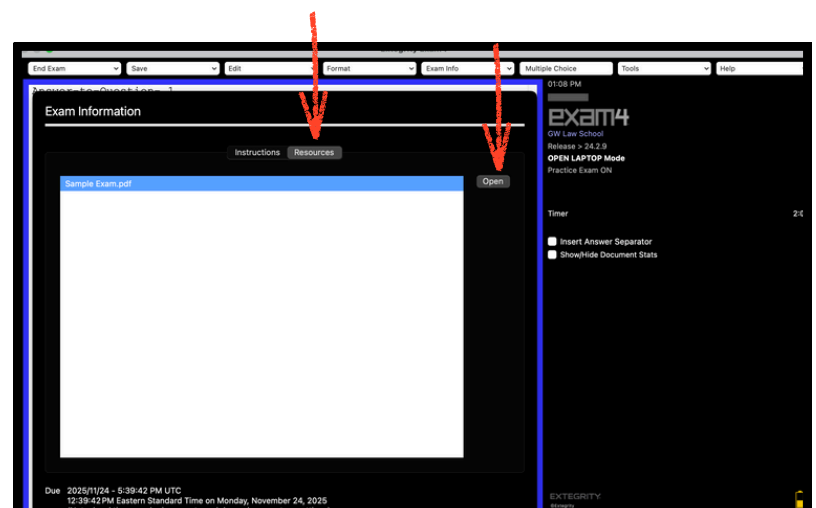 End Exam
Save
Edit
Format
Exam Info
Multiple Choice
Tools
Help
Exam Information
Instructions
Resources
Sample Exam.pdf
Open
Due 2025/11/24 - 5:39:42 PM UTC
12:39:42 PM Eastern Standard Time on Monday, November 24, 2025
01:08 PM
exam4
GW Law School
Release > 24.2.9
OPEN LAPTOP Mode
Practice Exam ON
Timer
Insert Answer Separator
Show/Hide Document Stats
EXTEGRITY